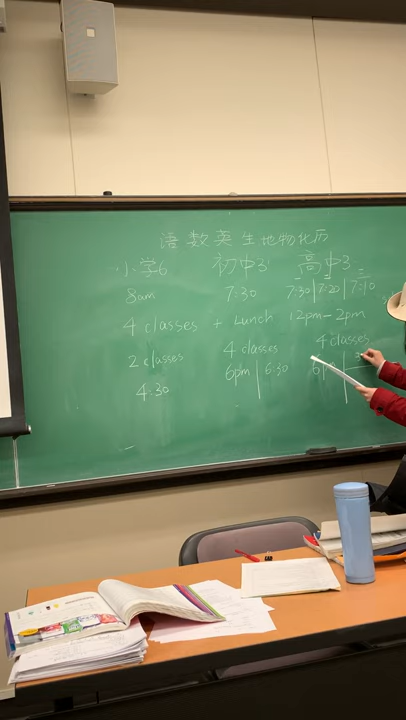 语数英生地物化历
小学6 初中3 高中3
8am 7:30 7:30|7:20|7:10
4 classes + Lunch 12pm-2pm
2 classes 4 classes 4 classes
4:30 6pm | 6:30 6